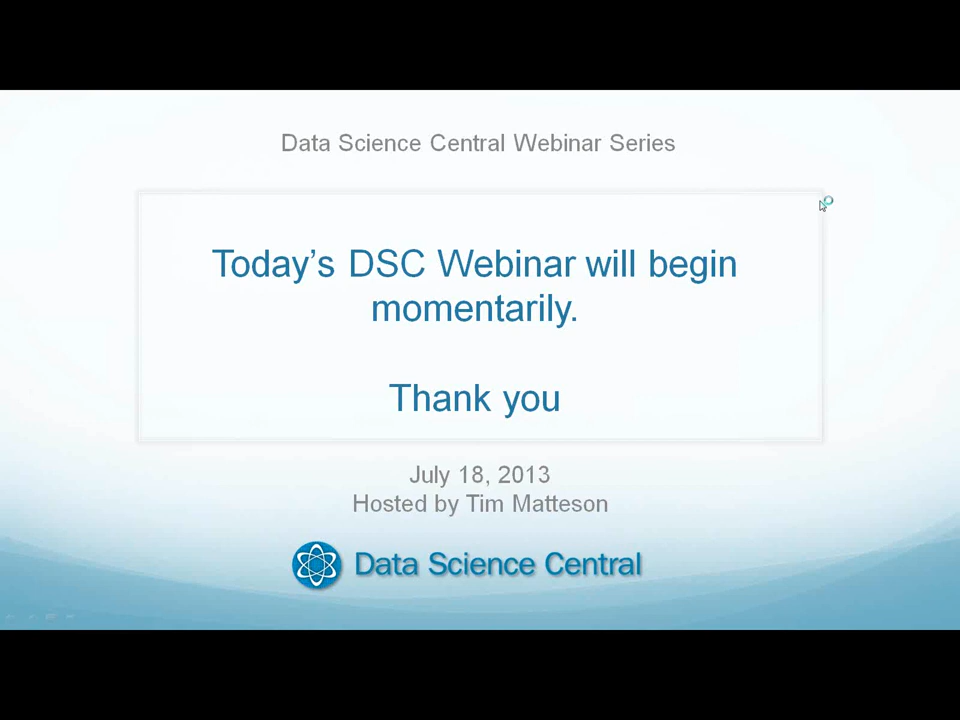 Data Science Central Webinar Series
Today's DSC Webinar will begin
momentarily.
Thank you
July 18, 2013
Hosted by Tim Matteson
Data Science Central